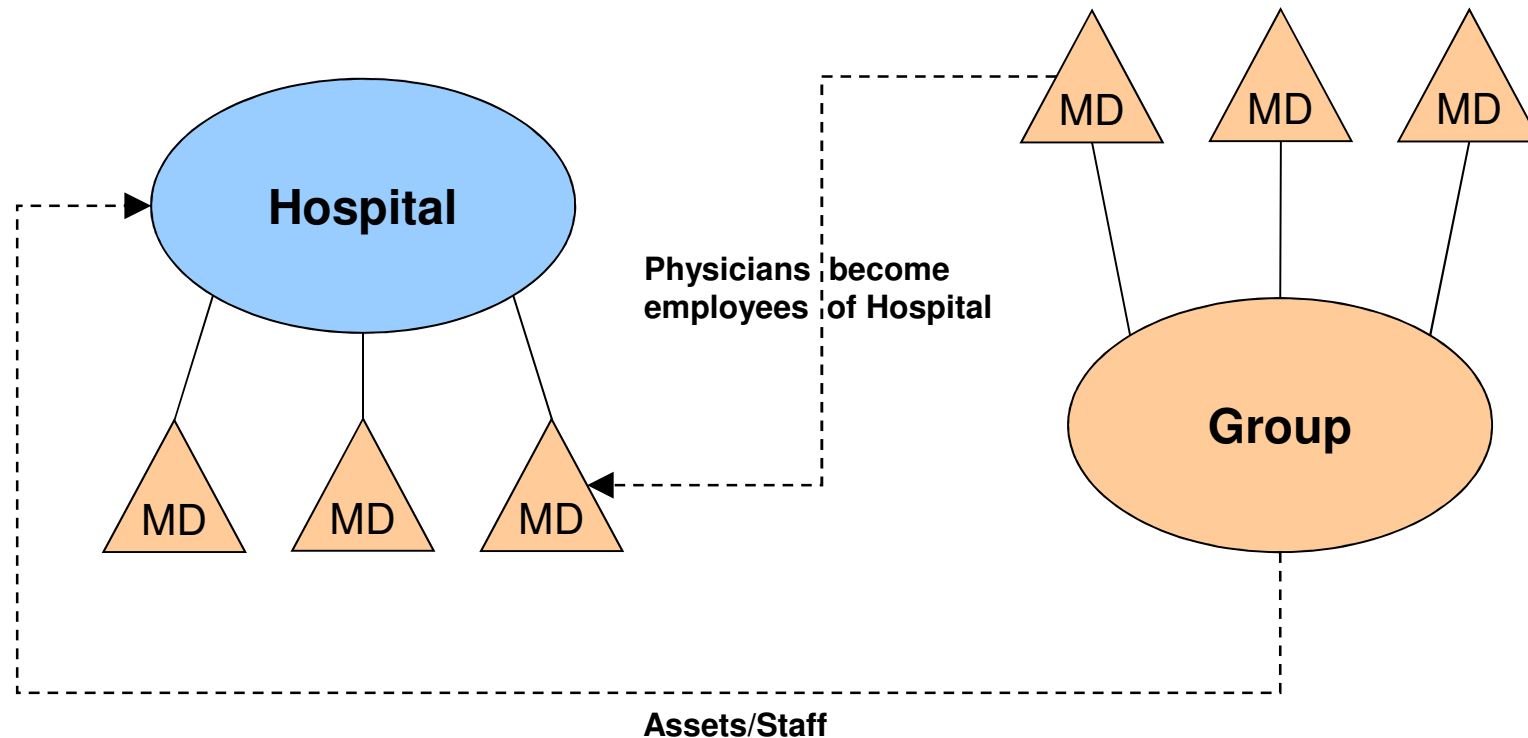 MD
MD
MD
Hospital
Physicians become
employees of Hospital
Group
MD
MD
MD
Assets/Staff